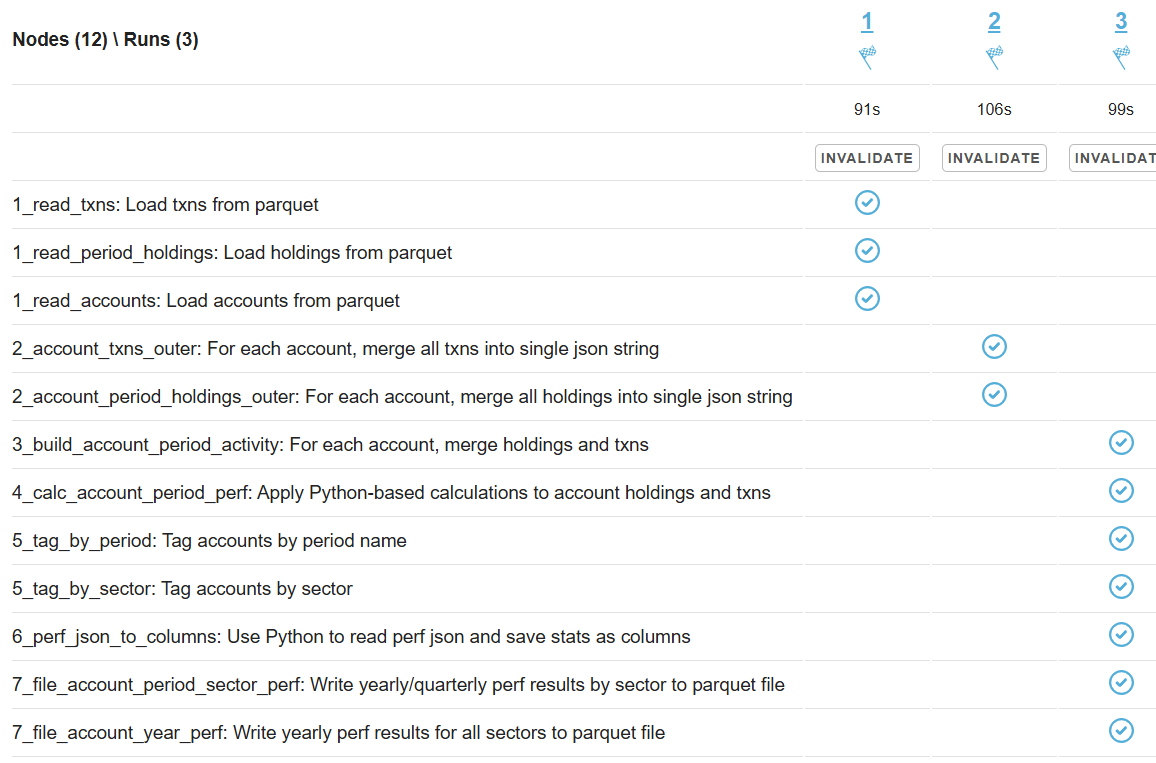 Nodes (12) \ Runs (3) 1 2 3
91s 106s 99s
INVALIDATE INVALIDATE INVALIDAT
1_read_txns: Load txns from parquet
1_read_period_holdings: Load holdings from parquet
1_read_accounts: Load accounts from parquet
2_account_txns_outer: For each account, merge all txns into single json string
2_account_period_holdings_outer: For each account, merge all holdings into single json string
3_build_account_period_activity: For each account, merge holdings and txns
4_calc_account_period_perf: Apply Python-based calculations to account holdings and txns
5_tag_by_period: Tag accounts by period name
5_tag_by_sector: Tag accounts by sector
6_perf_json_to_columns: Use Python to read perf json and save stats as columns
7_file_account_period_sector_perf: Write yearly/quarterly perf results by sector to parquet file
7_file_account_year_perf: Write yearly perf results for all sectors to parquet file